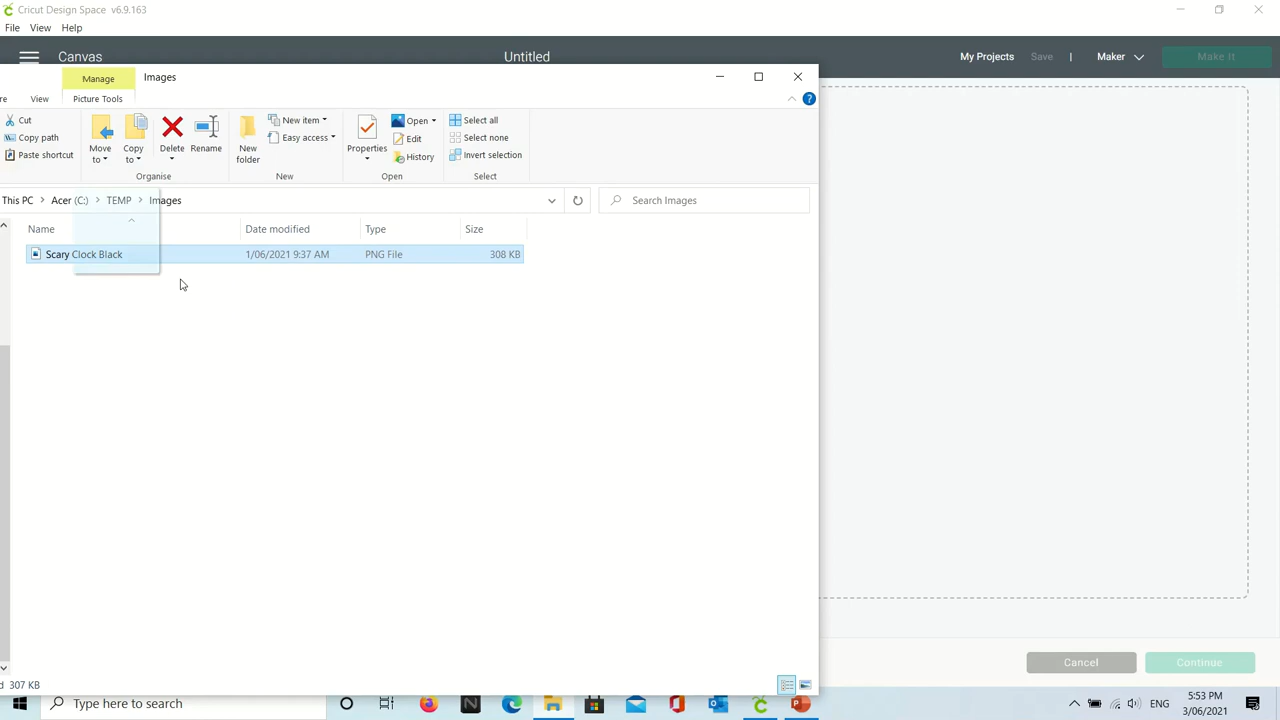 Cricut Design Space v6.9.163
File View Help
Canvas
Untitled
My Projects Save | Maker Make It
Manage
Images
re View Picture Tools
Cut
Copy path
Paste shortcut
Move to
Copy to
Delete
Rename
New folder
New item
Easy access
Properties
Open
Edit
History
Select all
Select none
Invert selection
Organise New Open Select
This PC > Acer (C:) > TEMP > Images
Search Images
Name Date modified Type Size
Scary Clock Black 1/06/2021 9:37 AM PNG File 308 KB
Cancel Continue
d 307 KB
Type here to search
ENG
5:53 PM
3/06/2021